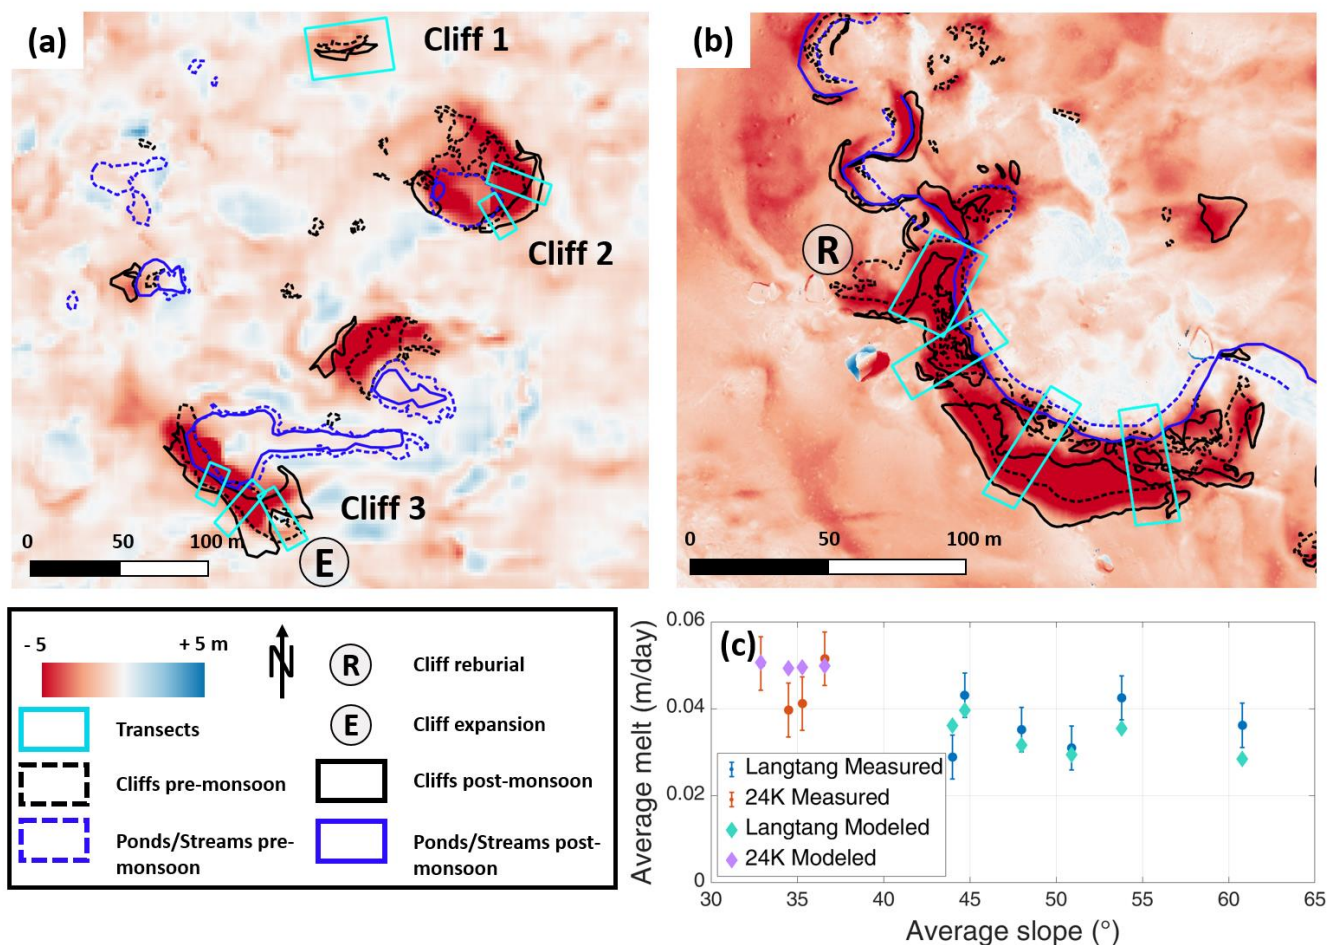 (a)
Cliff 1
Cliff 2
Cliff 3
E
0 50 100 m
(b)
R
0 50 100 m
- 5 + 5 m
N
R Cliff reburial
Transects
E Cliff expansion
Cliffs pre-monsoon
Cliffs post-monsoon
Ponds/Streams pre-
monsoon
Ponds/Streams post-
monsoon
(c)
Average melt (m/day)
0.06
0.04
0.02
0
Langtang Measured
24K Measured
Langtang Modeled
24K Modeled
30 35 40 45 50 55 60 65
Average slope (°)